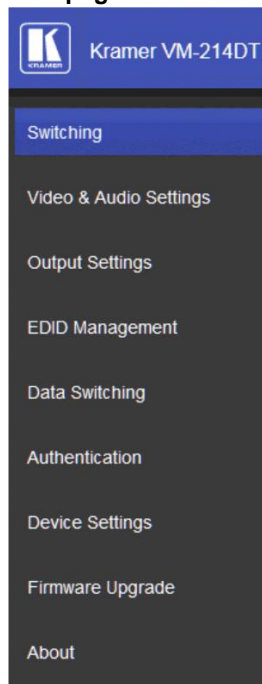 KRAMER
Kramer VM-214DT
Switching
Video & Audio Settings
Output Settings
EDID Management
Data Switching
Authentication
Device Settings
Firmware Upgrade
About